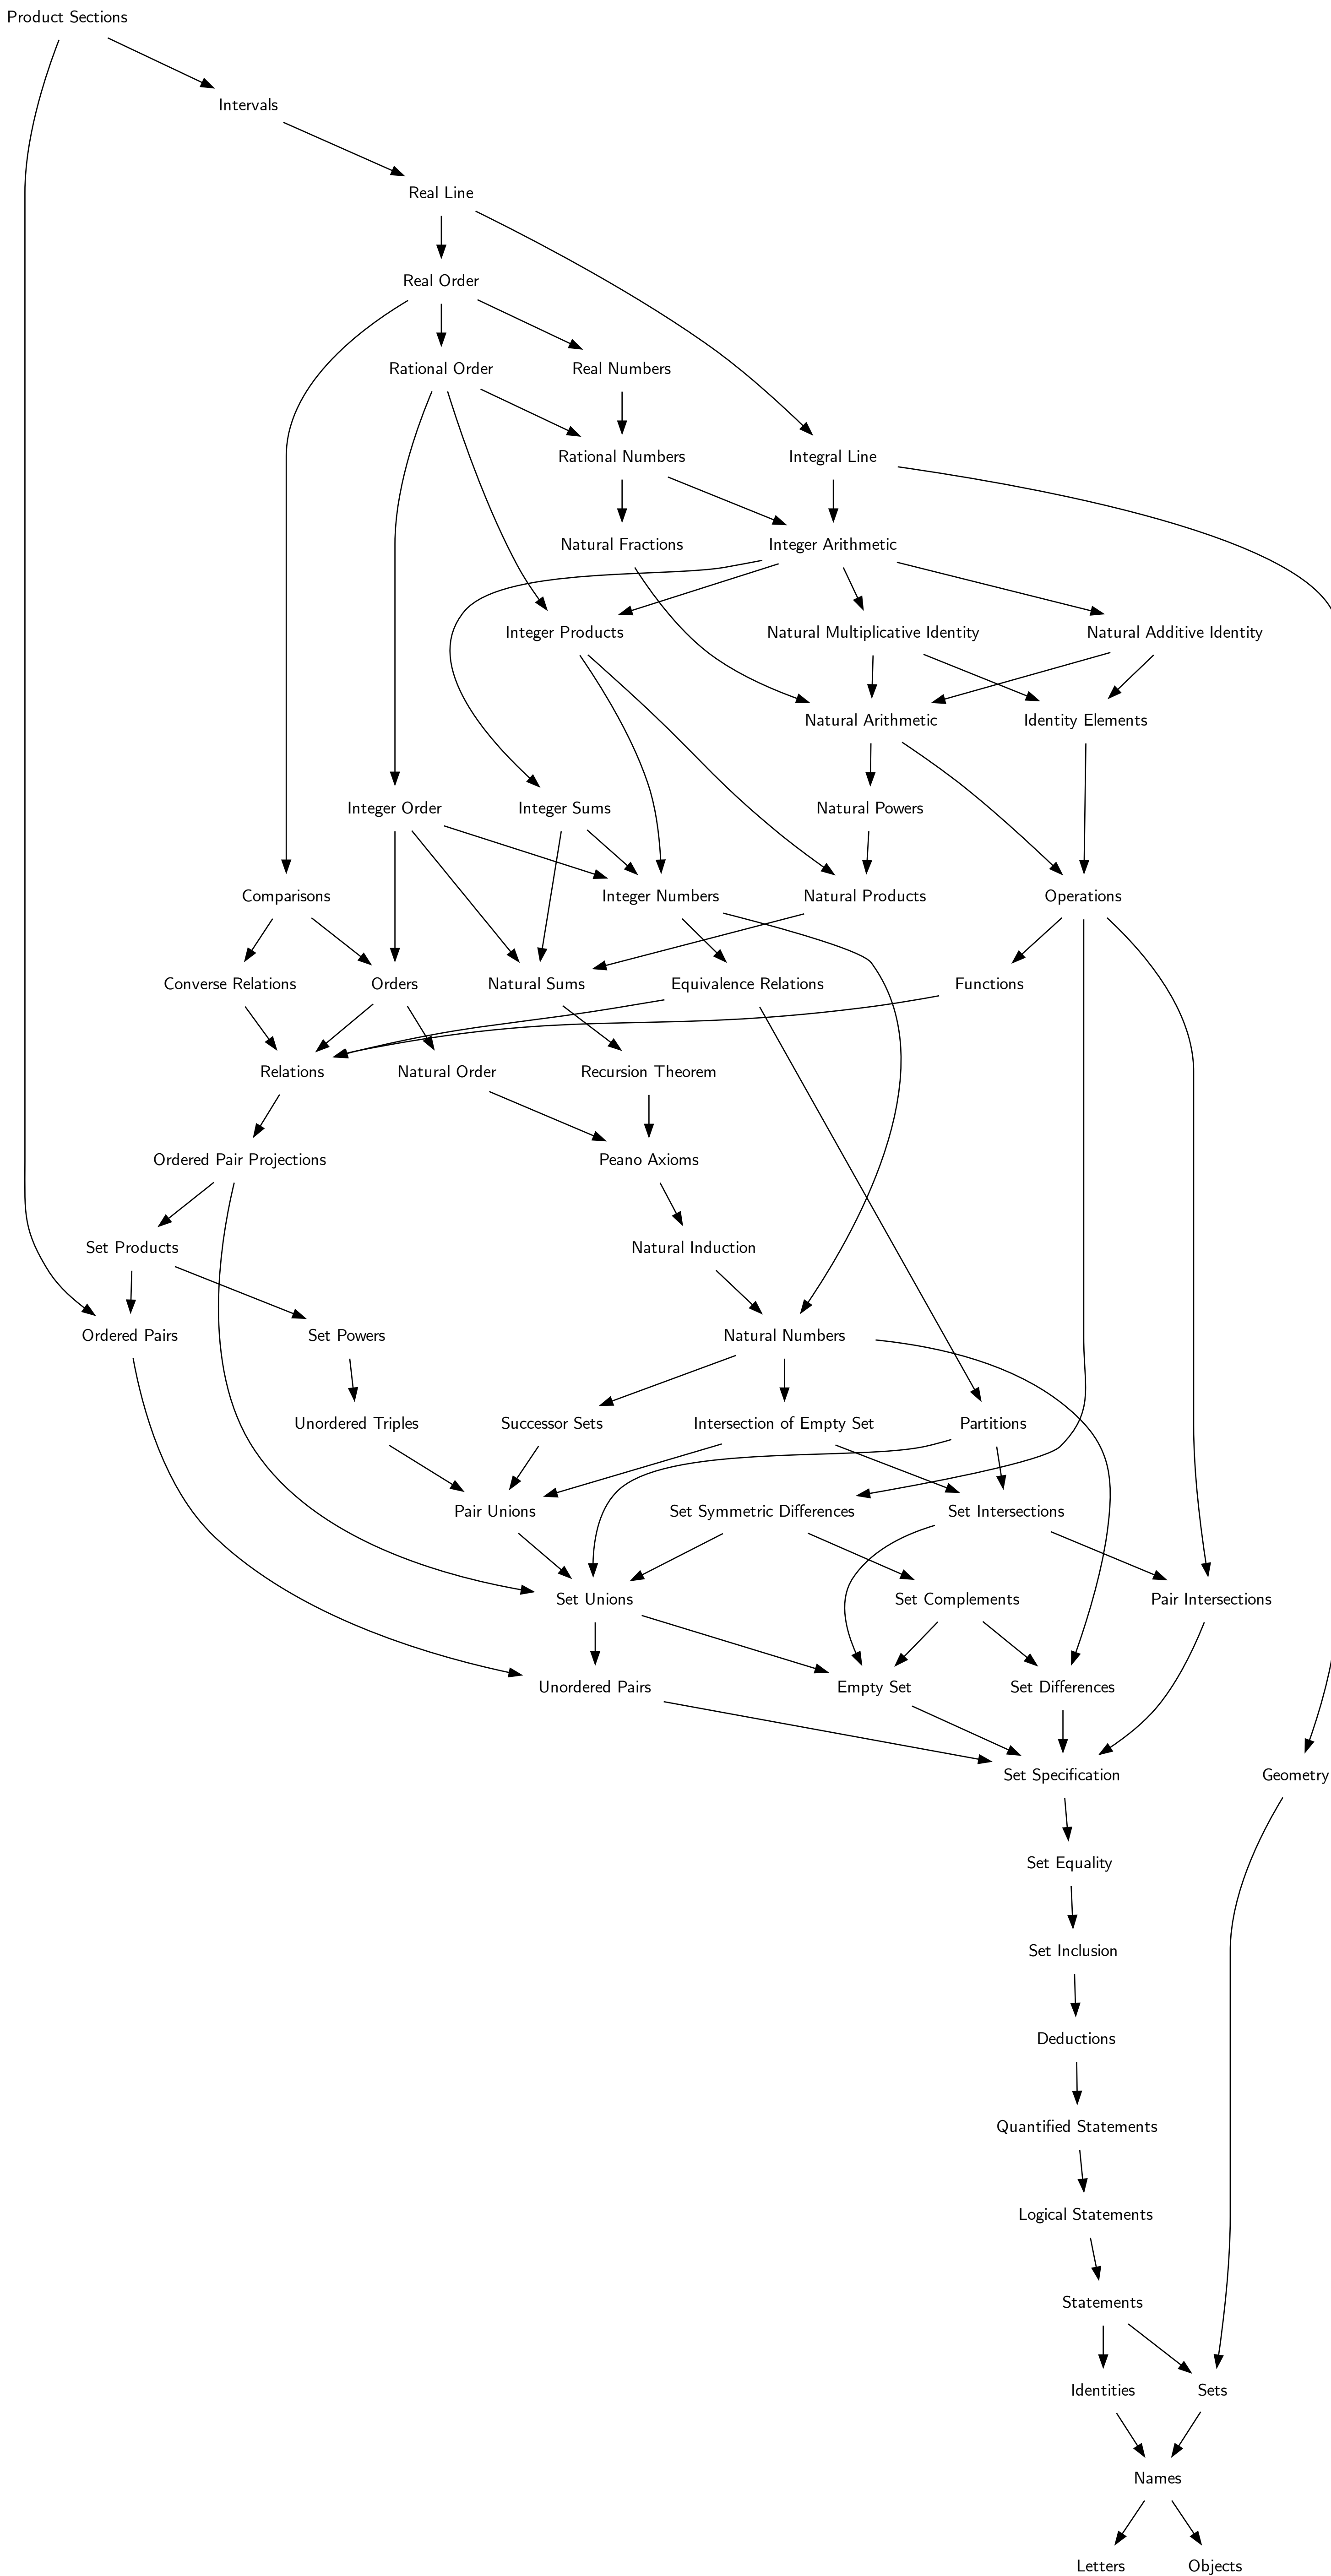 Product Sections
Intervals
Real Line
Real Order
Rational Order
Real Numbers
Rational Numbers
Integral Line
Natural Fractions
Integer Arithmetic
Integer Products
Natural Multiplicative Identity
Natural Additive Identity
Natural Arithmetic
Identity Elements
Integer Order
Integer Sums
Natural Powers
Comparisons
Integer Numbers
Natural Products
Operations
Converse Relations
Orders
Natural Sums
Equivalence Relations
Functions
Relations
Natural Order
Recursion Theorem
Ordered Pair Projections
Peano Axioms
Set Products
Natural Induction
Ordered Pairs
Set Powers
Natural Numbers
Unordered Triples
Successor Sets
Intersection of Empty Set
Partitions
Pair Unions
Set Symmetric Differences
Set Intersections
Set Unions
Set Complements
Pair Intersections
Unordered Pairs
Empty Set
Set Differences
Set Specification
Geometry
Set Equality
Set Inclusion
Deductions
Quantified Statements
Logical Statements
Statements
Identities
Sets
Names
Letters
Objects